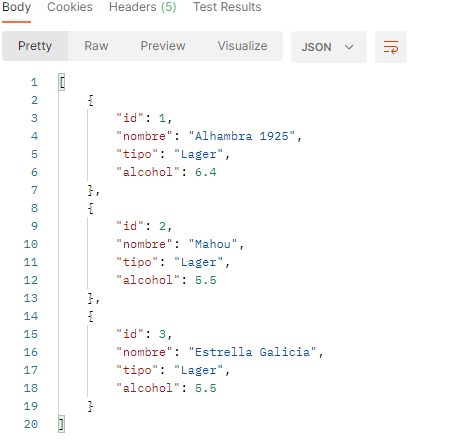 Body Cookies Headers (5) Test Results
Pretty Raw Preview Visualize JSON
1 [
2 {
3 "id": 1,
4 "nombre": "Alhambra 1925",
5 "tipo": "Lager",
6 "alcohol": 6.4
7 },
8 {
9 "id": 2,
10 "nombre": "Mahou",
11 "tipo": "Lager",
12 "alcohol": 5.5
13 },
14 {
15 "id": 3,
16 "nombre": "Estrella Galicia",
17 "tipo": "Lager",
18 "alcohol": 5.5
19 }
20 ]